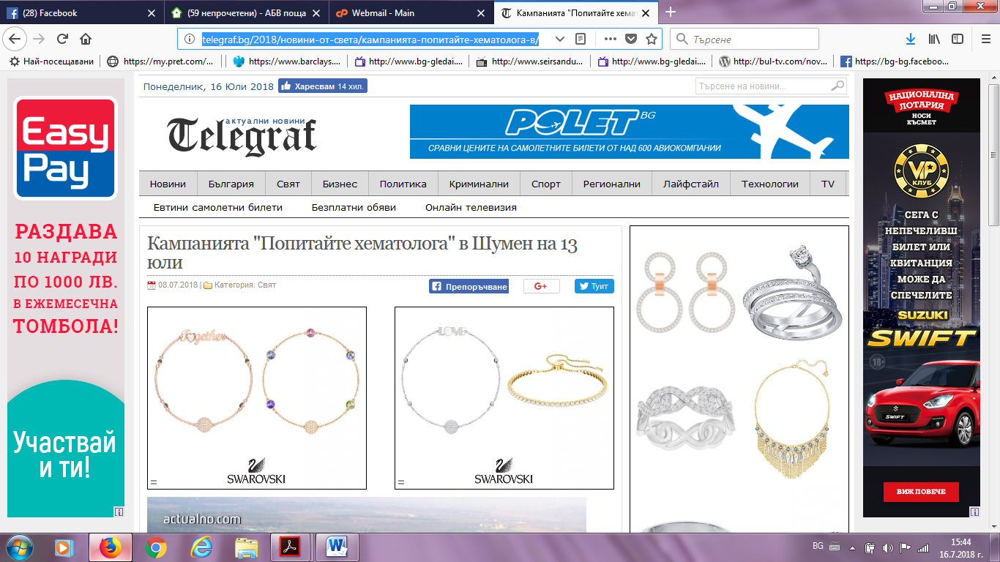 (28) Facebook
(59 непрочетени) - АБВ поща
Webmail - Main
Кампанията "Попитайте хемат
telegraf.bg/2018/новини-от-света/кампанията-попитайте-хематолога-в/
Търсене
Най-посещавани
https://my.pret.com/...
https://www.barclays....
http://www.bg-gledai....
http://www.seirsandu...
http://www.bg-gledai....
http://bul-tv.com/nov...
https://bg-bg.faceboo...
Понеделник, 16 Юли 2018
Харесвам 14 хил.
Търсене на новини...
актуални новини
Telegraf
POLET BG
СРАВНИ ЦЕНИТЕ НА САМОЛЕТНИТЕ БИЛЕТИ ОТ НАД 600 АВИОКОМПАНИИ
Новини
България
Свят
Бизнес
Политика
Криминални
Спорт
Регионални
Лайфстайл
Технологии
TV
Евтини самолетни билети
Безплатни обяви
Онлайн телевизия
Кампанията "Попитайте хематолога" в Шумен на 13
юли
08.07.2018 | Категория: Свят
Препоръчване
G+
Туит
Together
LOVE
SWAROVSKI
SWAROVSKI
actualno.com
Easy
Pay
РАЗДАВА
10 НАГРАДИ
ПО 1000 ЛВ.
В ЕЖЕМЕСЕЧНА
ТОМБОЛА!
Участвай
и ти!
НАЦИОНАЛНА
ЛОТАРИЯ
НОСИ
КЪСМЕТ
VIP
КЛУБ
СЕГА С
НЕПЕЧЕЛИВШ
БИЛЕТ ИЛИ
КВИТАНЦИЯ
МОЖЕ ДА
СПЕЧЕЛИТЕ
SUZUKI
SWIFT
18+
SWIFT
ВИЖ ПОВЕЧЕ
BG
15:44
16.7.2018 г.